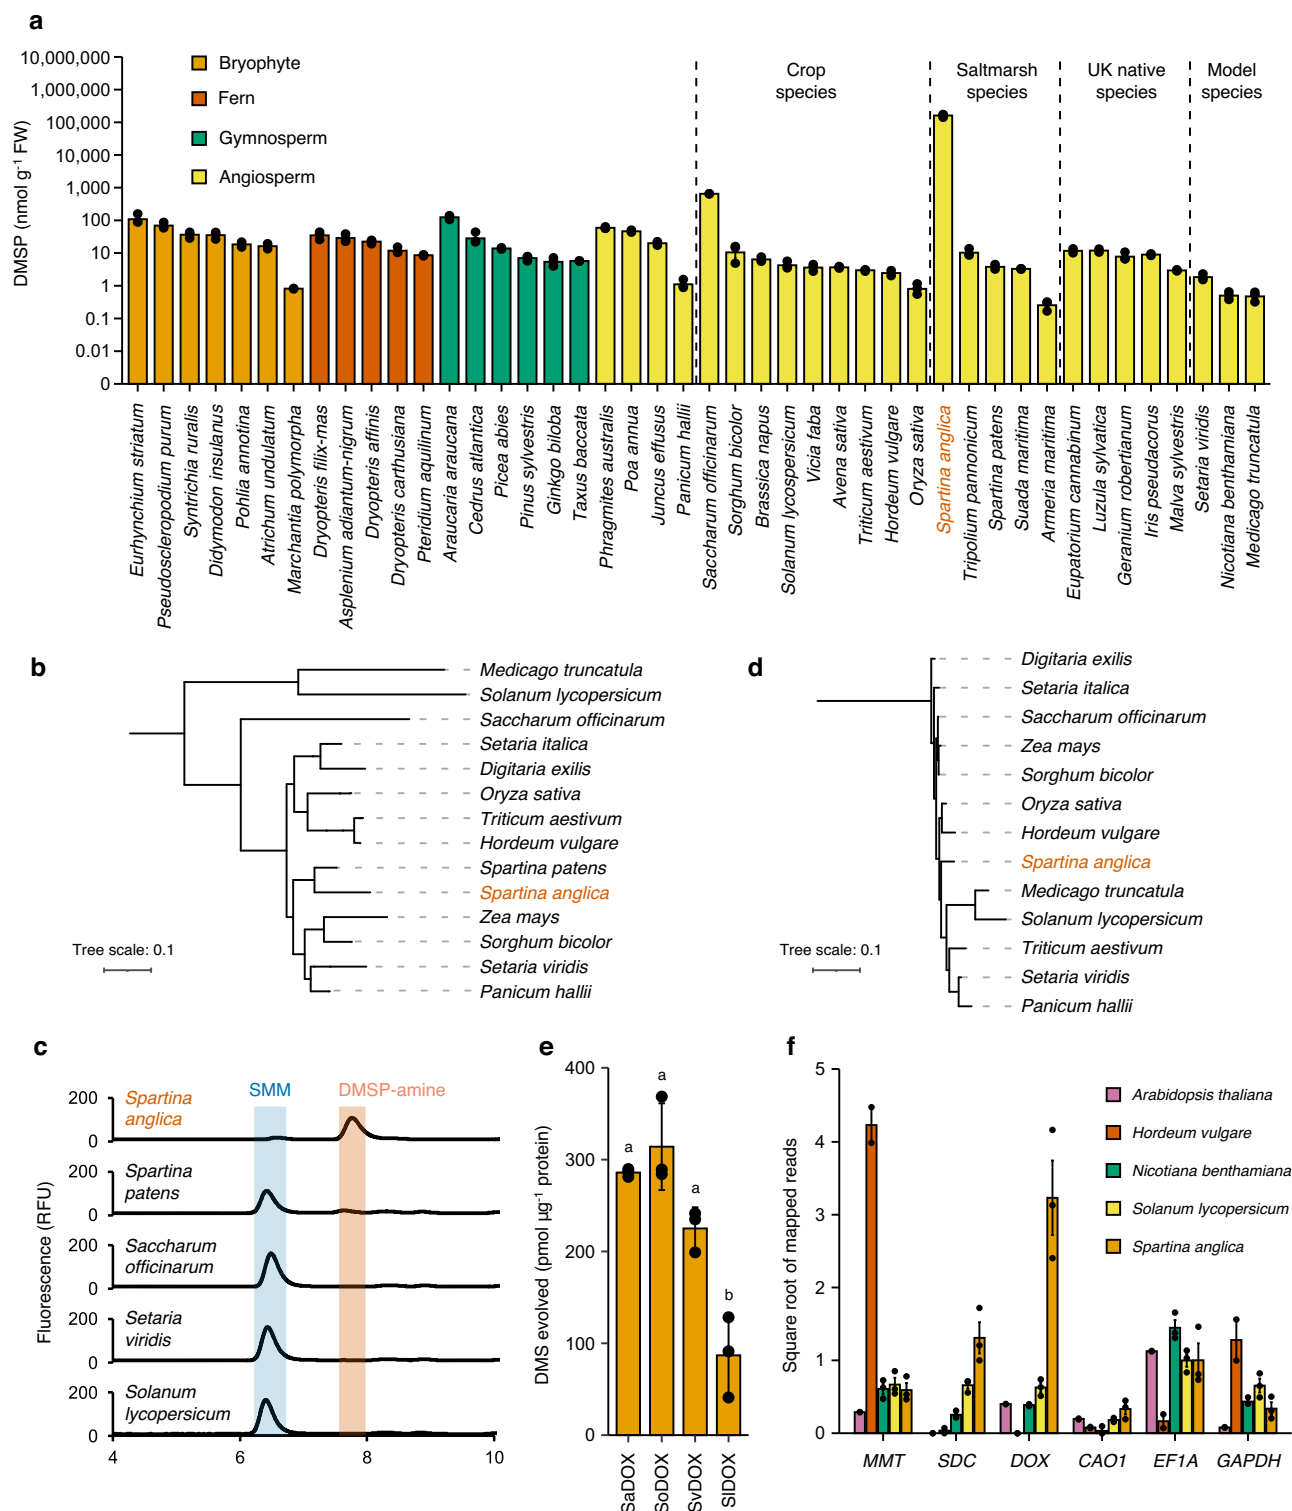 a
10,000,000
1,000,000
100,000
10,000
1,000
100
10
1
0.1
0.01
0
DMSP (nmol g⁻¹ FW)
Bryophyte
Fern
Gymnosperm
Angiosperm
Crop
species
Saltmarsh
species
UK native
species
Model
species
Eurhynchium striatum
Pseudoscleropodium purum
Syntrichia ruralis
Didymodon insulanus
Pohlia annotina
Atrichum undulatum
Marchantia polymorpha
Dryopteris filix-mas
Asplenium adiantum-nigrum
Dryopteris affinis
Dryopteris carthusiana
Pteridium aquilinum
Araucaria araucana
Cedrus atlantica
Picea abies
Pinus sylvestris
Ginkgo biloba
Taxus baccata
Phragmites australis
Poa annua
Juncus effusus
Panicum hallii
Saccharum officinarum
Sorghum bicolor
Brassica napus
Solanum lycospersicum
Vicia faba
Avena sativa
Triticum aestivum
Hordeum vulgare
Oryza sativa
Spartina anglica
Tripolium pannonicum
Spartina patens
Suada maritima
Armeria maritima
Eupatorium cannabinum
Luzula sylvatica
Geranium robertianum
Iris pseudacorus
Malva sylvestris
Setaria viridis
Nicotiana benthamiana
Medicago truncatula
b
Medicago truncatula
Solanum lycopersicum
Saccharum officinarum
Setaria italica
Digitaria exilis
Oryza sativa
Triticum aestivum
Hordeum vulgare
Spartina patens
Spartina anglica
Zea mays
Sorghum bicolor
Setaria viridis
Panicum hallii
Tree scale: 0.1
d
Digitaria exilis
Setaria italica
Saccharum officinarum
Zea mays
Sorghum bicolor
Oryza sativa
Hordeum vulgare
Spartina anglica
Medicago truncatula
Solanum lycopersicum
Triticum aestivum
Setaria viridis
Panicum hallii
Tree scale: 0.1
c
SMM
DMSP-amine
Fluorescence (RFU)
200
0
Spartina
anglica
200
0
Spartina
patens
200
0
Saccharum
officinarum
200
0
Setaria
viridis
200
0
Solanum
lycopersicum
4
6
8
10
e
DMS evolved (pmol µg⁻¹ protein)
400
300
200
100
0
a
a
a
b
SaDOX
SoDOX
SvDOX
SlDOX
f
Square root of mapped reads
5
4
3
2
1
0
Arabidopsis thaliana
Hordeum vulgare
Nicotiana benthamiana
Solanum lycopersicum
Spartina anglica
MMT
SDC
DOX
CAO1
EF1A
GAPDH